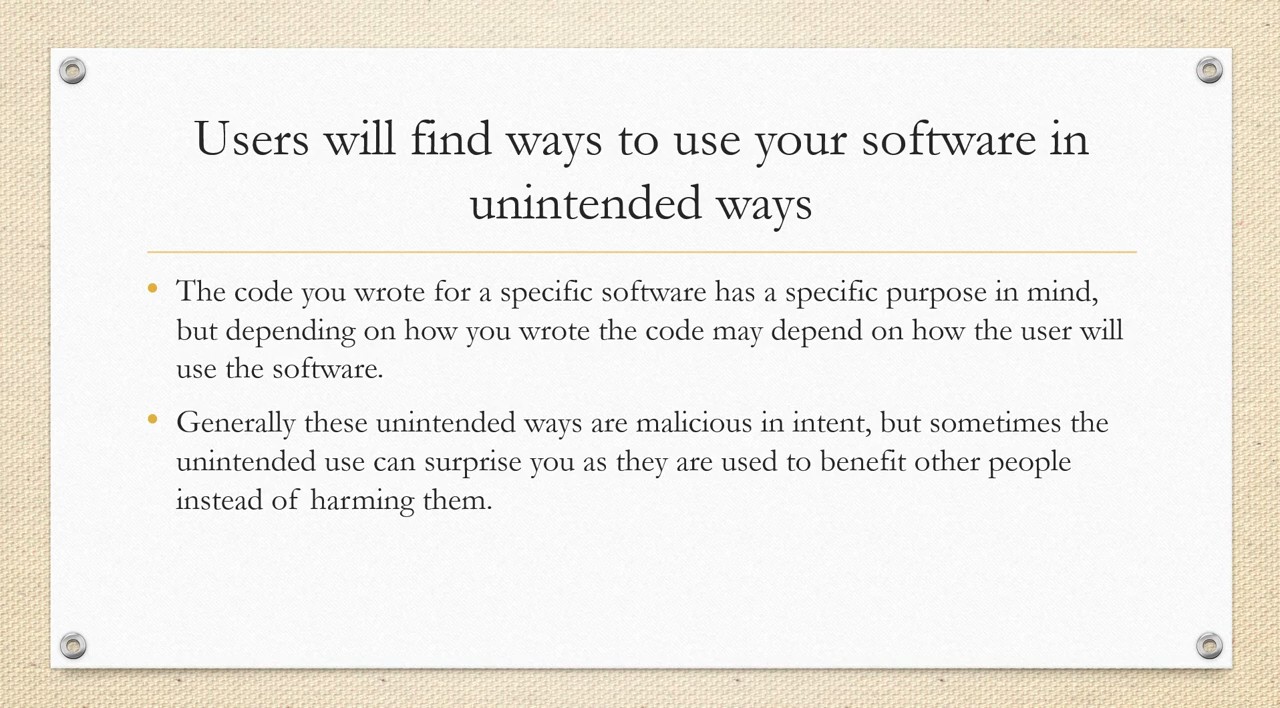 Users will find ways to use your software in
unintended ways
• The code you wrote for a specific software has a specific purpose in mind,
but depending on how you wrote the code may depend on how the user will
use the software.
• Generally these unintended ways are malicious in intent, but sometimes the
unintended use can surprise you as they are used to benefit other people
instead of harming them.